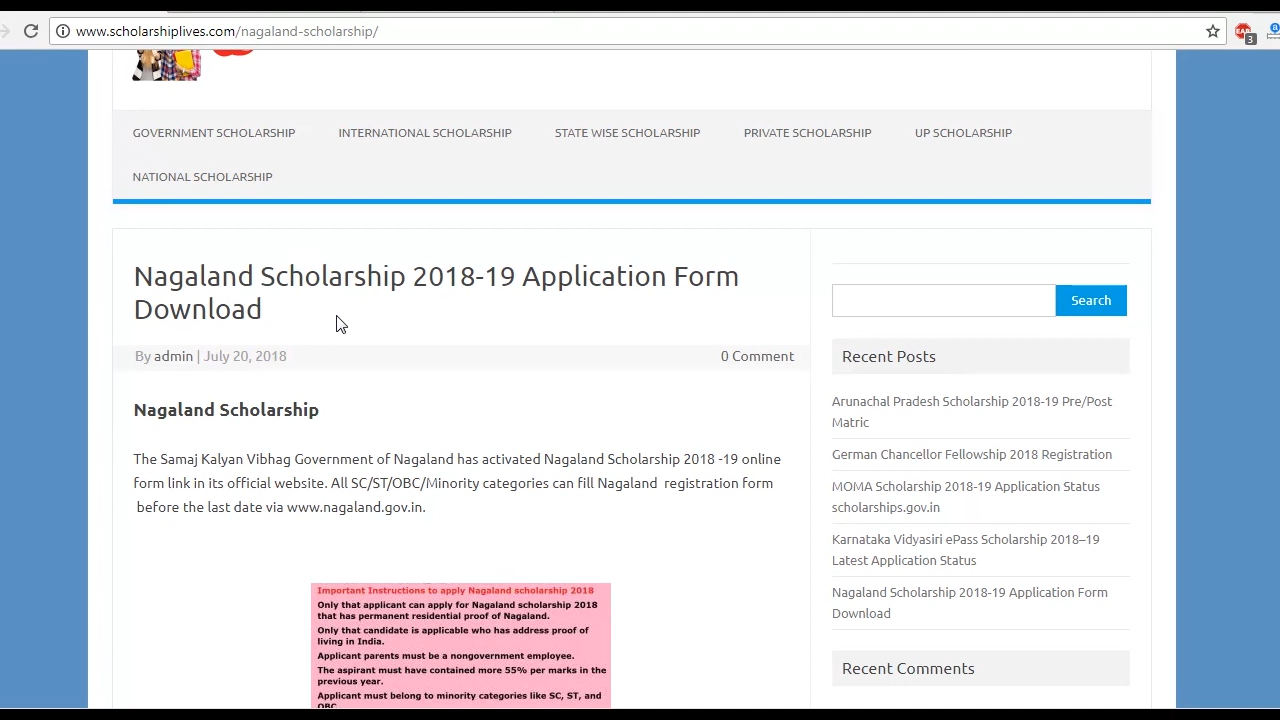 www.scholarshiplives.com/nagaland-scholarship/
3
GOVERNMENT SCHOLARSHIP
INTERNATIONAL SCHOLARSHIP
STATE WISE SCHOLARSHIP
PRIVATE SCHOLARSHIP
UP SCHOLARSHIP
NATIONAL SCHOLARSHIP
Nagaland Scholarship 2018-19 Application Form
Download
By admin | July 20, 2018
0 Comment
Nagaland Scholarship
The Samaj Kalyan Vibhag Government of Nagaland has activated Nagaland Scholarship 2018 -19 online
form link in its official website. All SC/ST/OBC/Minority categories can fill Nagaland  registration form
before the last date via www.nagaland.gov.in.
Important Instructions to apply Nagaland scholarship 2018
Only that applicant can apply for Nagaland scholarship 2018
that has permanent residential proof of Nagaland.
Only that candidate is applicable who has address proof of
living in India.
Applicant parents must be a nongovernment employee.
The aspirant must have contained more 55% per marks in the
previous year.
Applicant must belong to minority categories like SC, ST, and
OBC
Search
Recent Posts
Arunachal Pradesh Scholarship 2018-19 Pre/Post
Matric
German Chancellor Fellowship 2018 Registration
MOMA Scholarship 2018-19 Application Status
scholarships.gov.in
Karnataka Vidyasiri ePass Scholarship 2018–19
Latest Application Status
Nagaland Scholarship 2018-19 Application Form
Download
Recent Comments